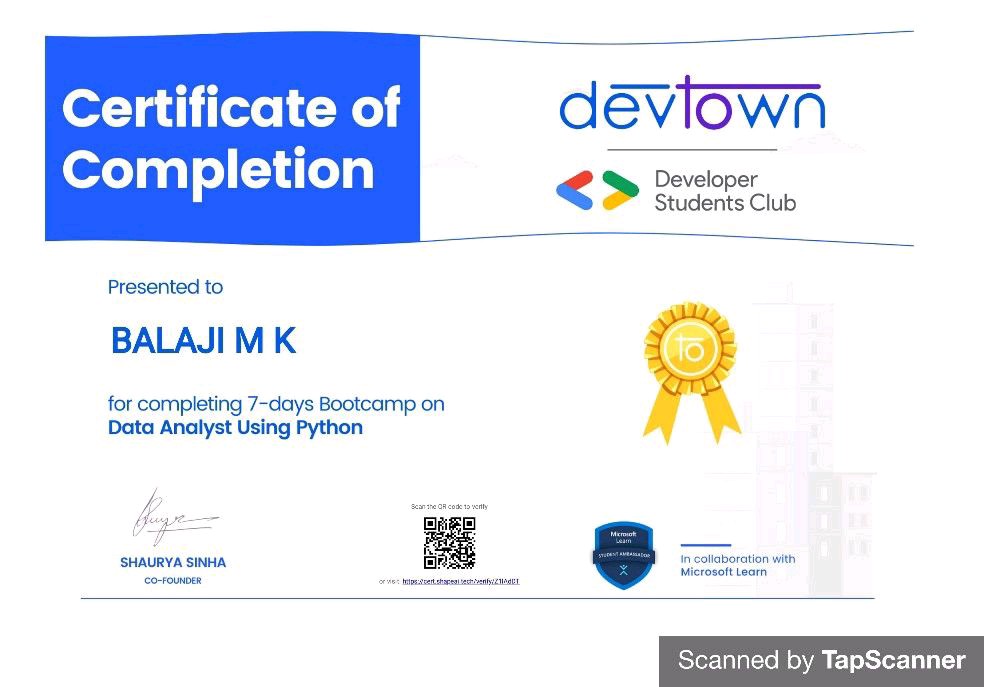 Certificate of
Completion
devtown
Developer
Students Club
Presented to
BALAJI M K
for completing 7-days Bootcamp on
Data Analyst Using Python
to
SHAURYA SINHA
CO-FOUNDER
Scan the QR code to verify
or visit: https://cert.shapeai.tech/verify/
Microsoft
Learn
STUDENT AMBASSADOR
In collaboration with
Microsoft Learn
Scanned by TapScanner